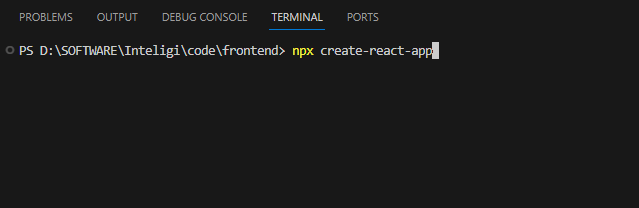 PROBLEMS OUTPUT DEBUG CONSOLE TERMINAL PORTS
PS D:\SOFTWARE\Inteligi\code\frontend> npx create-react-app